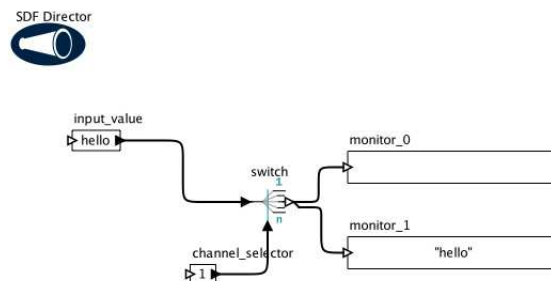 SDF Director
input_value
hello
switch
1
n
channel_selector
1
monitor_0
monitor_1
"hello"